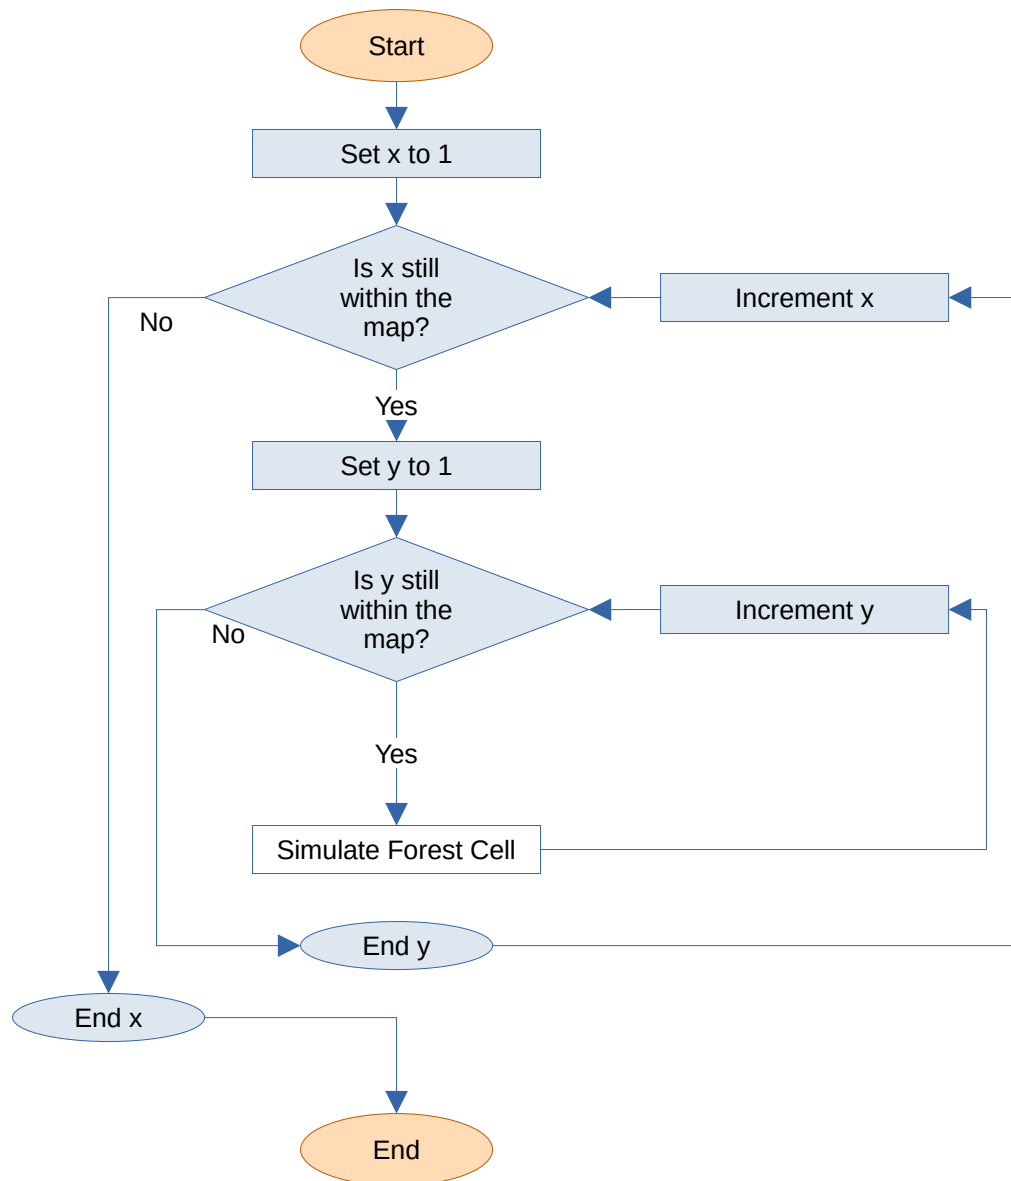 Start
Set x to 1
Is x still
within the
map?
Increment x
No
Yes
Set y to 1
Is y still
within the
map?
Increment y
No
Yes
Simulate Forest Cell
End y
End x
End